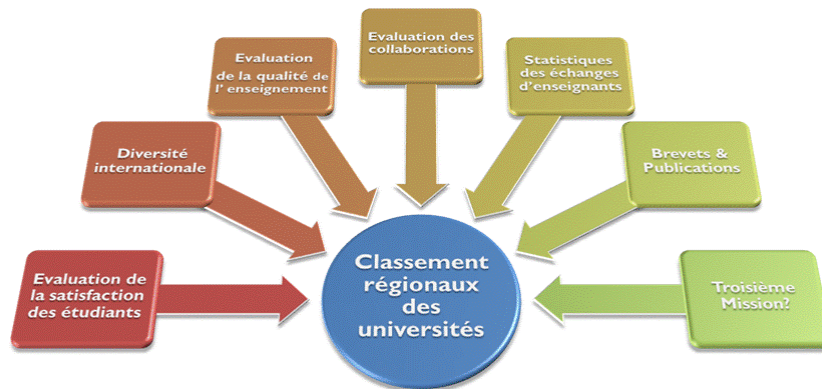 Evaluation de
la satisfaction
des étudiants
Diversité
internationale
Evaluation
de la qualité de
l' enseignement
Evaluation des
collaborations
Statistiques
des échanges
d'enseignants
Brevets &
Publications
Troisième
Mission?
Classement
régionaux
des
universités